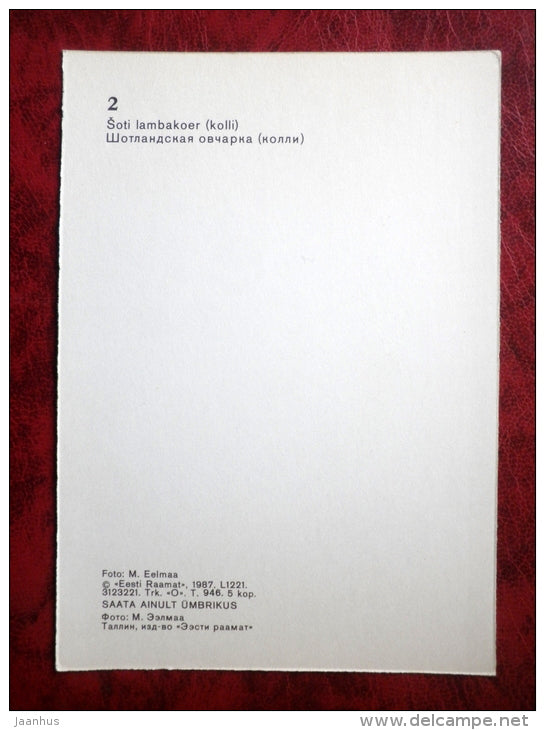 2
Šoti lambakoer (kolli)
Шотландская овчарка (колли)
Foto: M. Eelmaa
© «Eesti Raamat», 1987. L1221.
3123221. Trk. «O». T. 946. 5 kop.
SAATA AINULT ÜMBRIKUS
Фото: М. Ээлмаа
Таллин, изд-во «Ээсти раамат»
jaanhus
www.delcampe.net